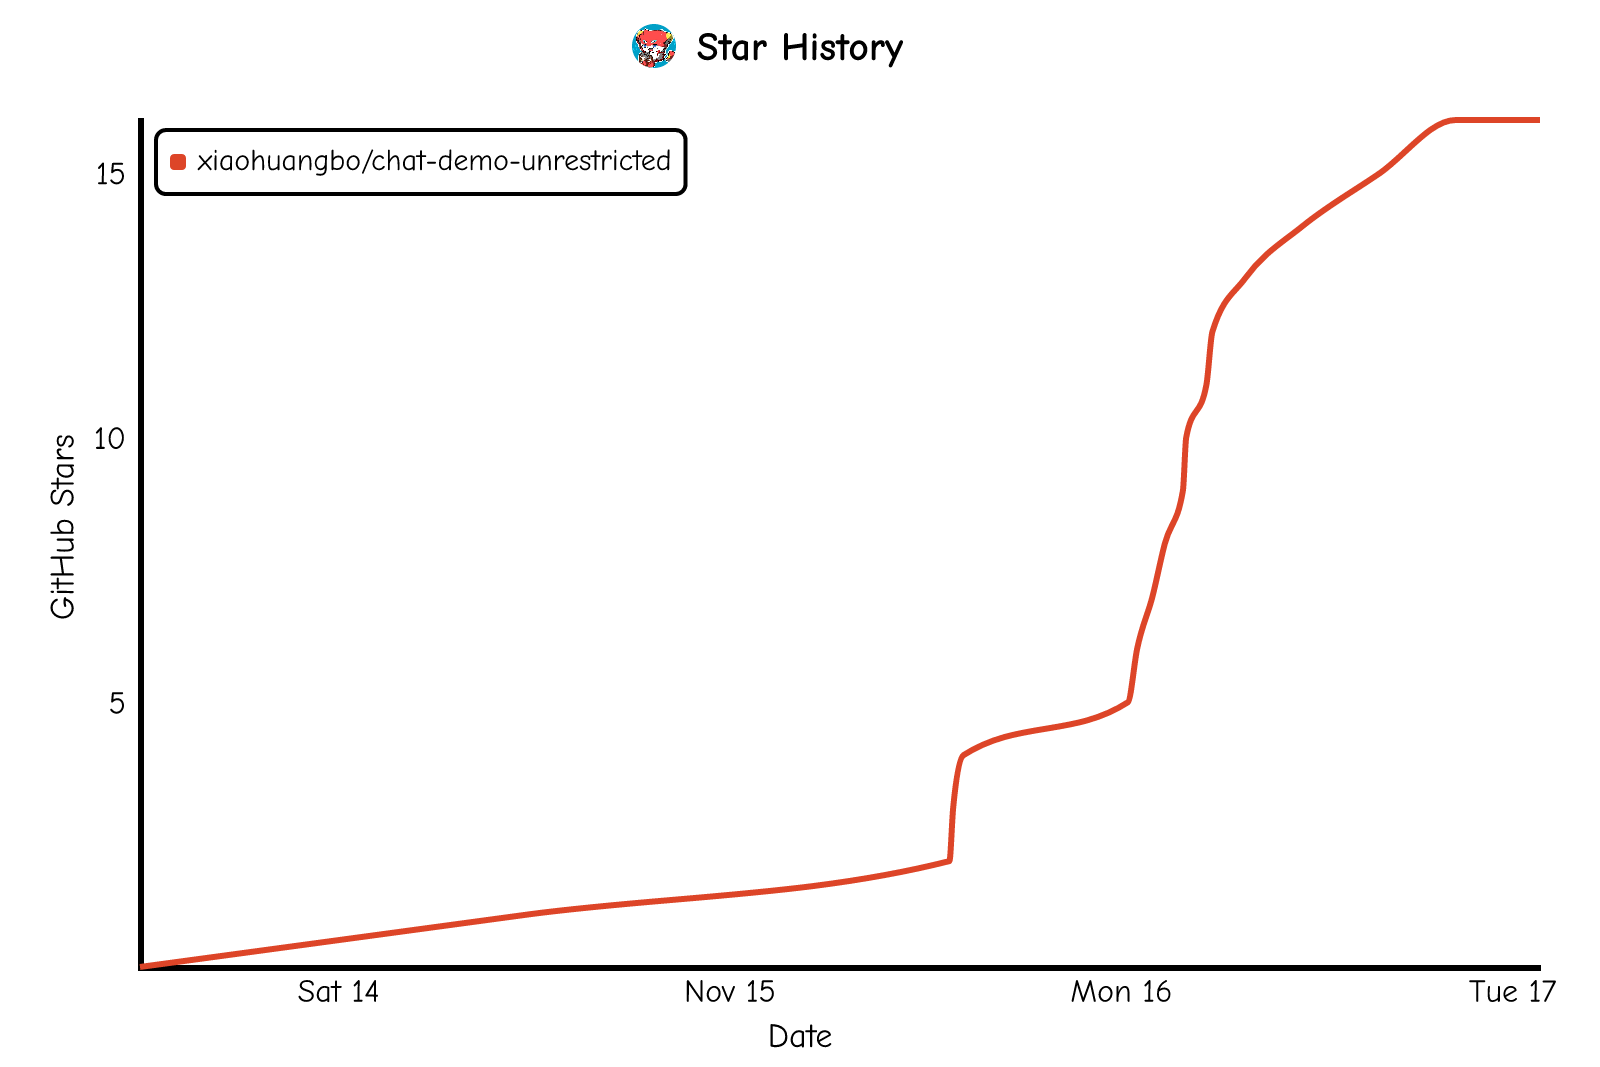 Star History
xiaohuangbo/chat-demo-unrestricted
15
10
5
GitHub Stars
Sat 14
Nov 15
Mon 16
Tue 17
Date